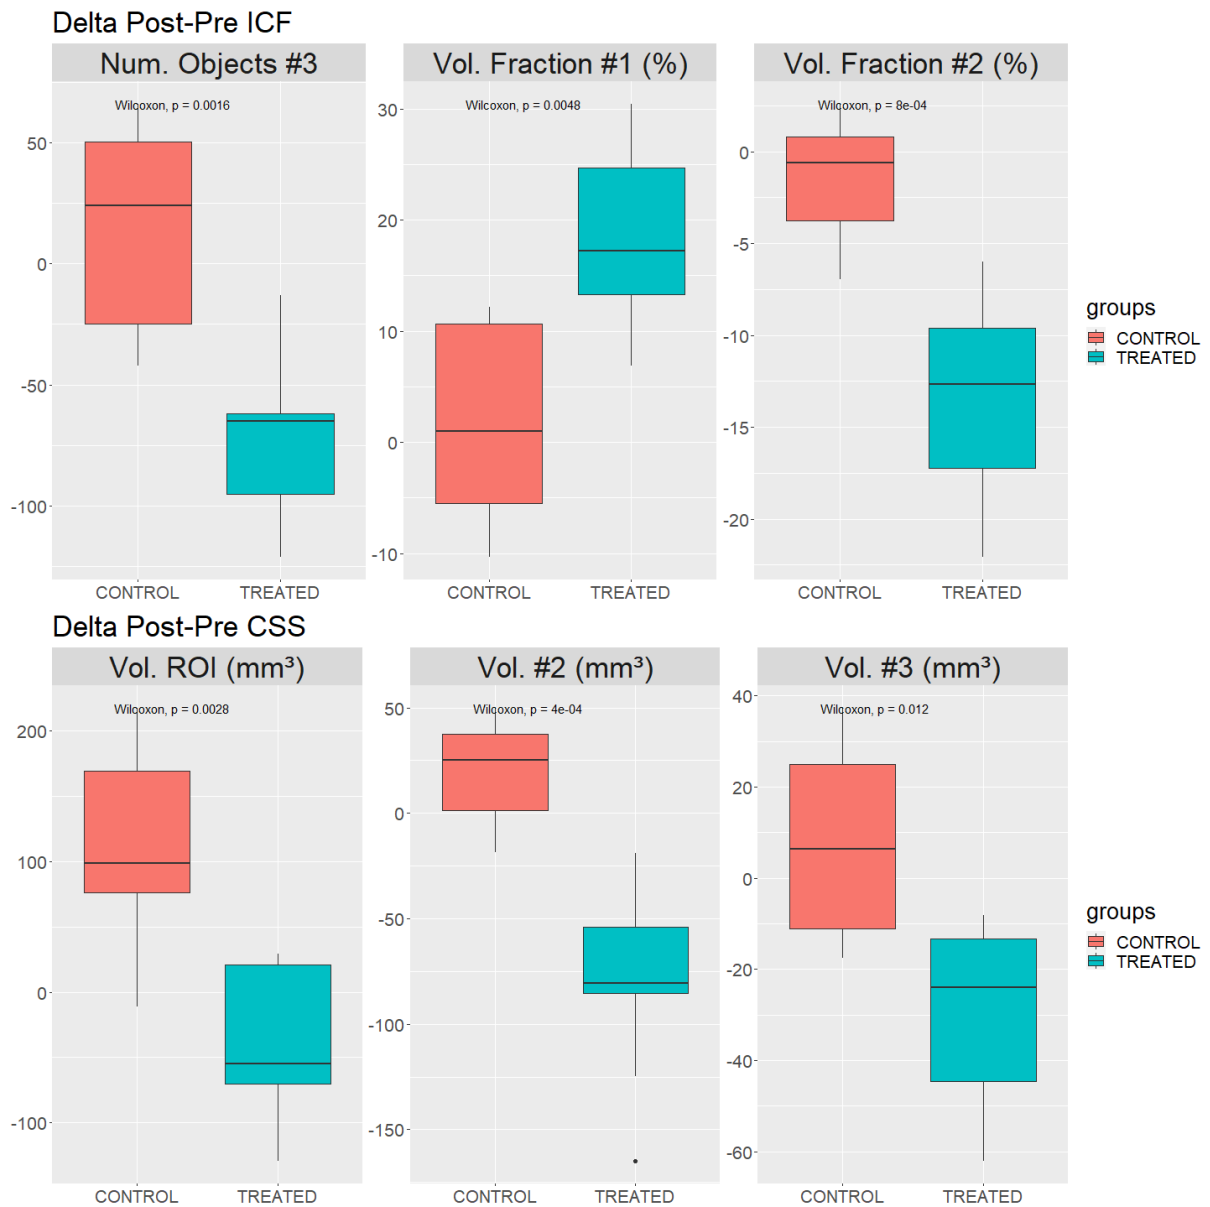 Delta Post-Pre ICF
Num. Objects #3
Vol. Fraction #1 (%)
Vol. Fraction #2 (%)
Wilcoxon, p = 0.0016
Wilcoxon, p = 0.0048
Wilcoxon, p = 8e-04
50
0
-50
-100
30
20
10
0
-10
0
-5
-10
-15
-20
CONTROL TREATED
CONTROL TREATED
CONTROL TREATED
groups
CONTROL
TREATED
Delta Post-Pre CSS
Vol. ROI (mm³)
Vol. #2 (mm³)
Vol. #3 (mm³)
Wilcoxon, p = 0.0028
Wilcoxon, p = 4e-04
Wilcoxon, p = 0.012
200
100
0
-100
50
0
-50
-100
-150
40
20
0
-20
-40
-60
CONTROL TREATED
CONTROL TREATED
CONTROL TREATED
groups
CONTROL
TREATED